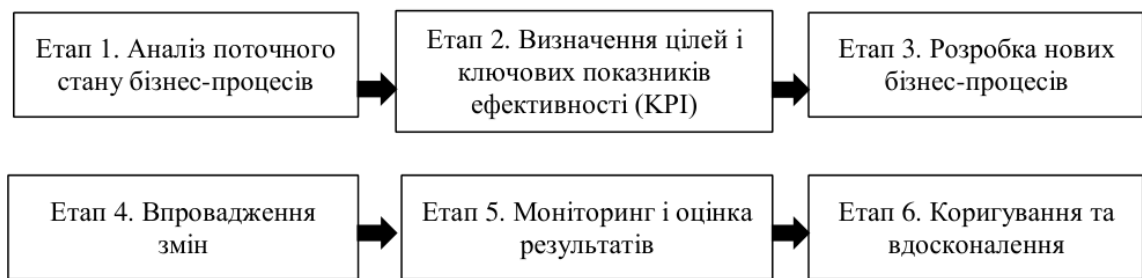 Етап 1. Аналіз поточного
стану бізнес-процесів
Етап 2. Визначення цілей і
ключових показників
ефективності (KPI)
Етап 3. Розробка нових
бізнес-процесів
Етап 4. Впровадження
змін
Етап 5. Моніторинг і оцінка
результатів
Етап 6. Коригування та
вдосконалення